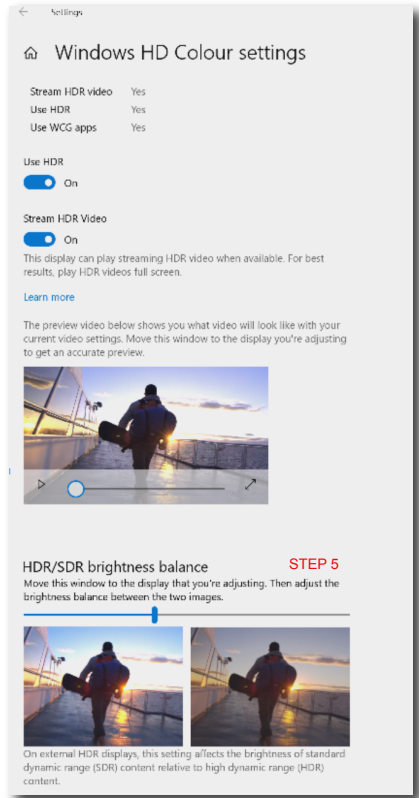 Settings
Windows HD Colour settings
Stream HDR video Yes
Use HDR Yes
Use WCG apps Yes
Use HDR
On
Stream HDR Video
On
This display can play streaming HDR video when available. For best
results, play HDR videos full screen.
Learn more
The preview video below shows you what video will look like with your
current video settings. Move this window to the display you're adjusting
to get an accurate preview.
HDR/SDR brightness balance STEP 5
Move this window to the display that you're adjusting. Then adjust the
brightness balance between the two images.
On external HDR displays, this setting affects the brightness of standard
dynamic range (SDR) content relative to high dynamic range (HDR)
content.